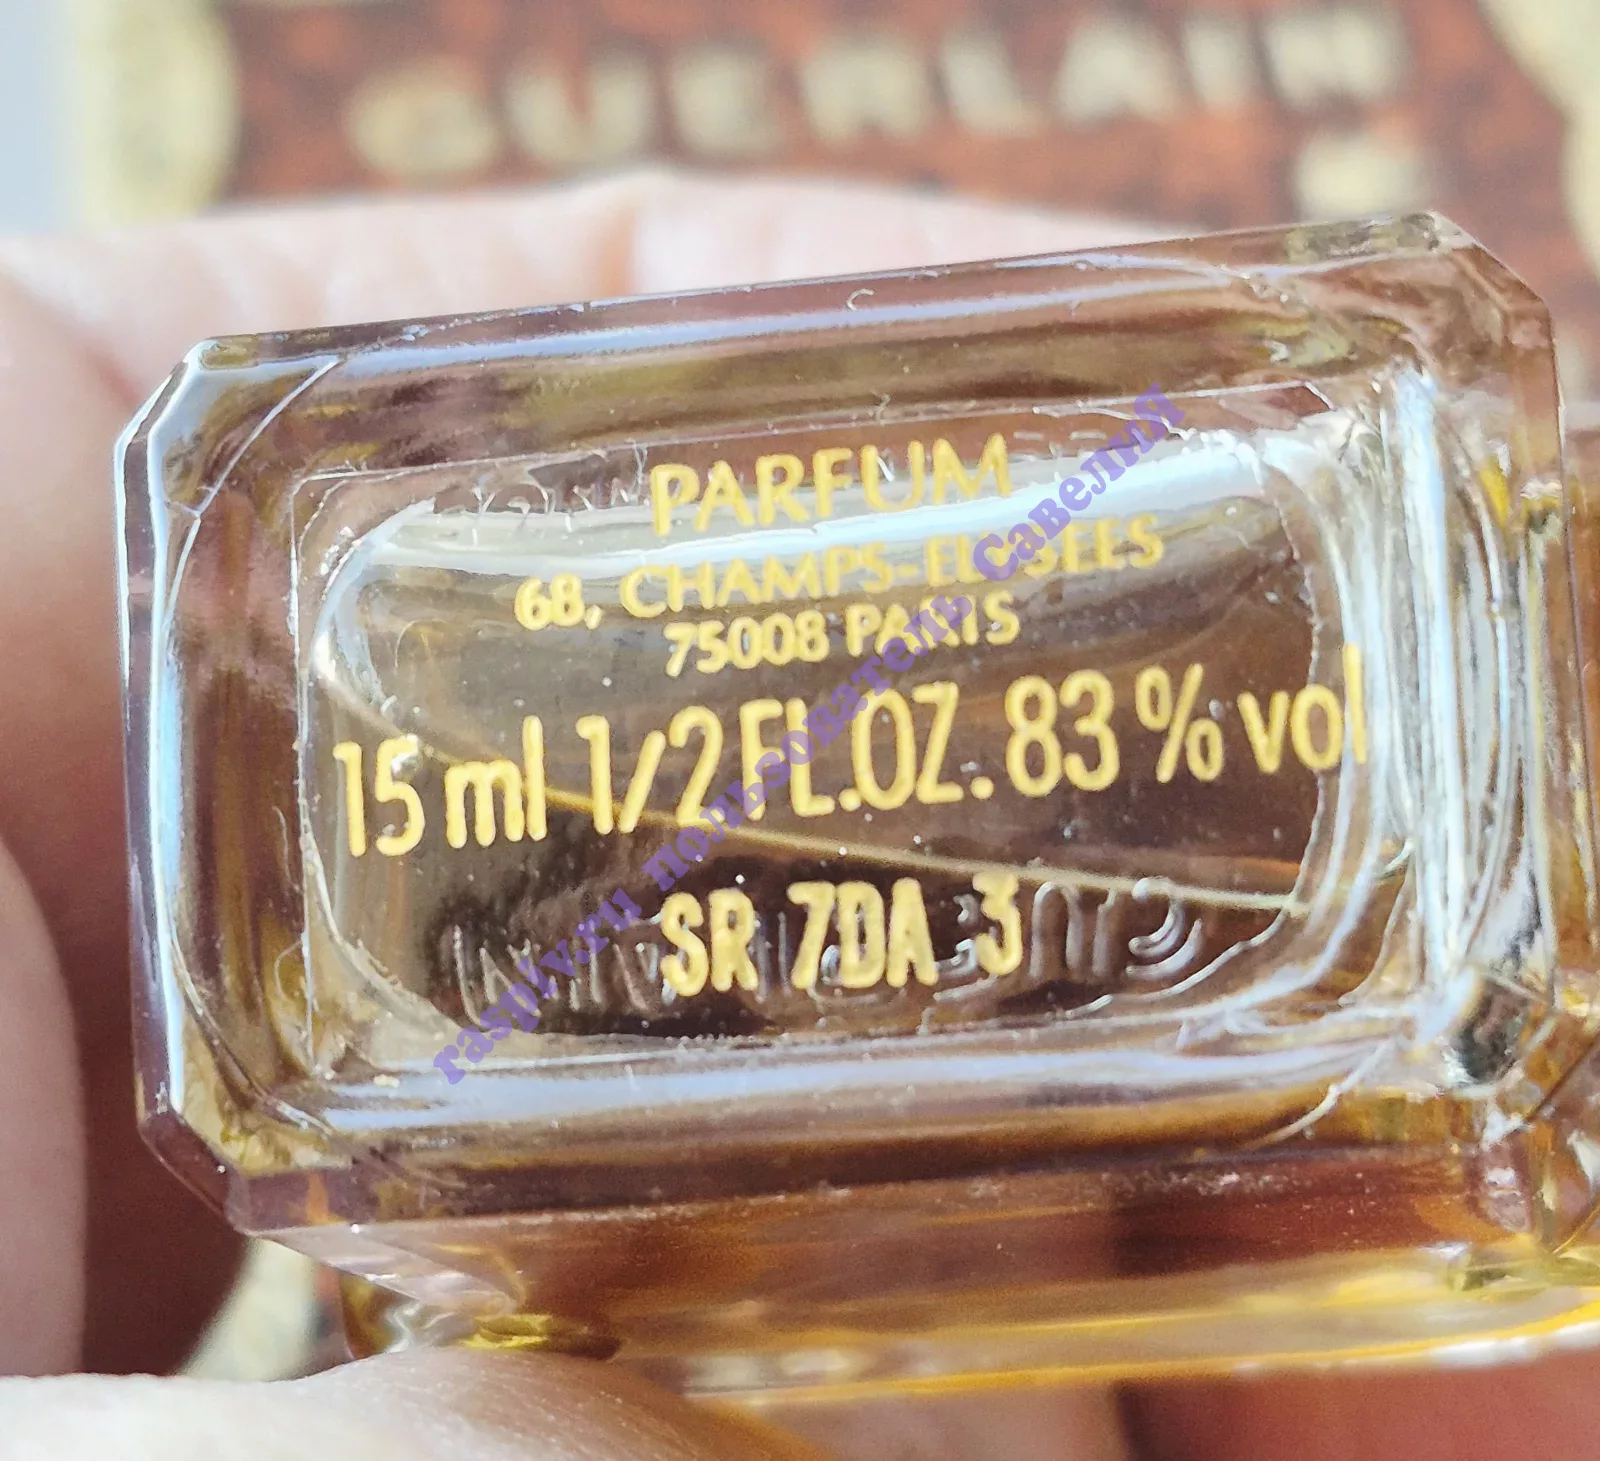 GUERLAIN
PARFUM
68, CHAMPS-ELYSEES
75008 PARIS
15 ml 1/2 FL.OZ. 83 % vol
SR 7DA 3
raspiv.ru пользователь Савелия